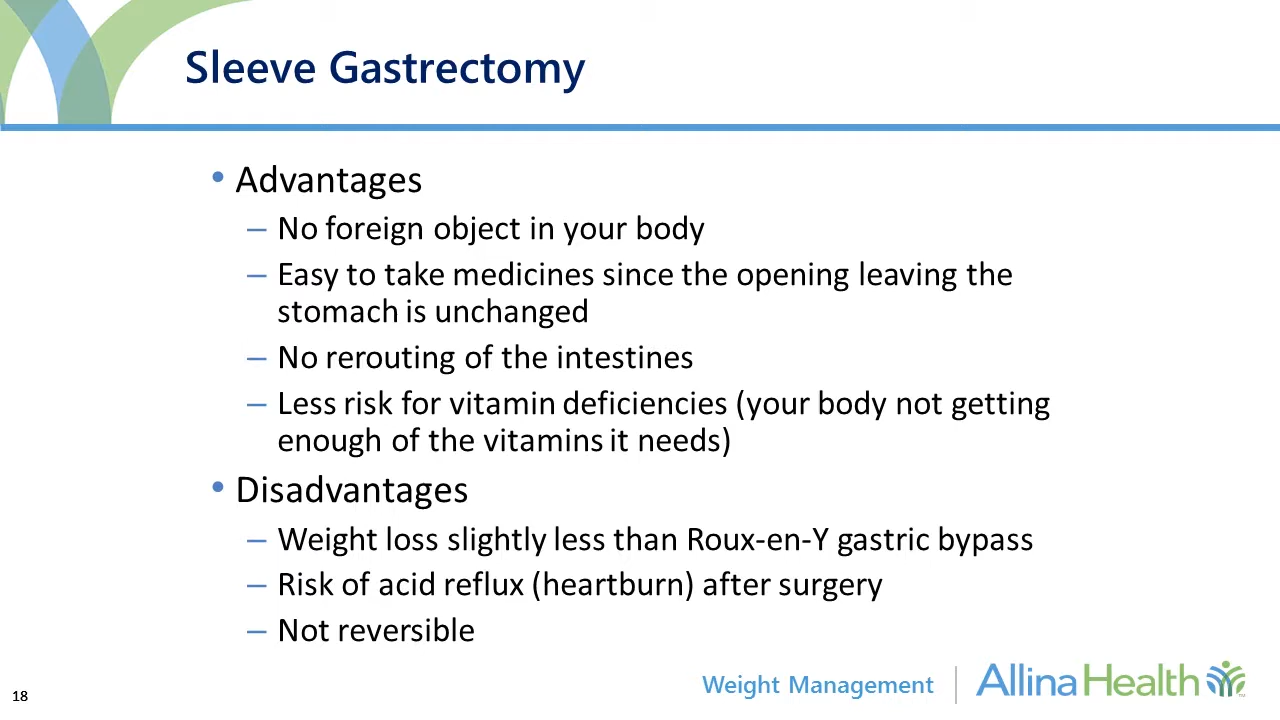 Sleeve Gastrectomy
• Advantages
– No foreign object in your body
– Easy to take medicines since the opening leaving the
stomach is unchanged
– No rerouting of the intestines
– Less risk for vitamin deficiencies (your body not getting
enough of the vitamins it needs)
• Disadvantages
– Weight loss slightly less than Roux-en-Y gastric bypass
– Risk of acid reflux (heartburn) after surgery
– Not reversible
18
Weight Management
Allina Health
TM